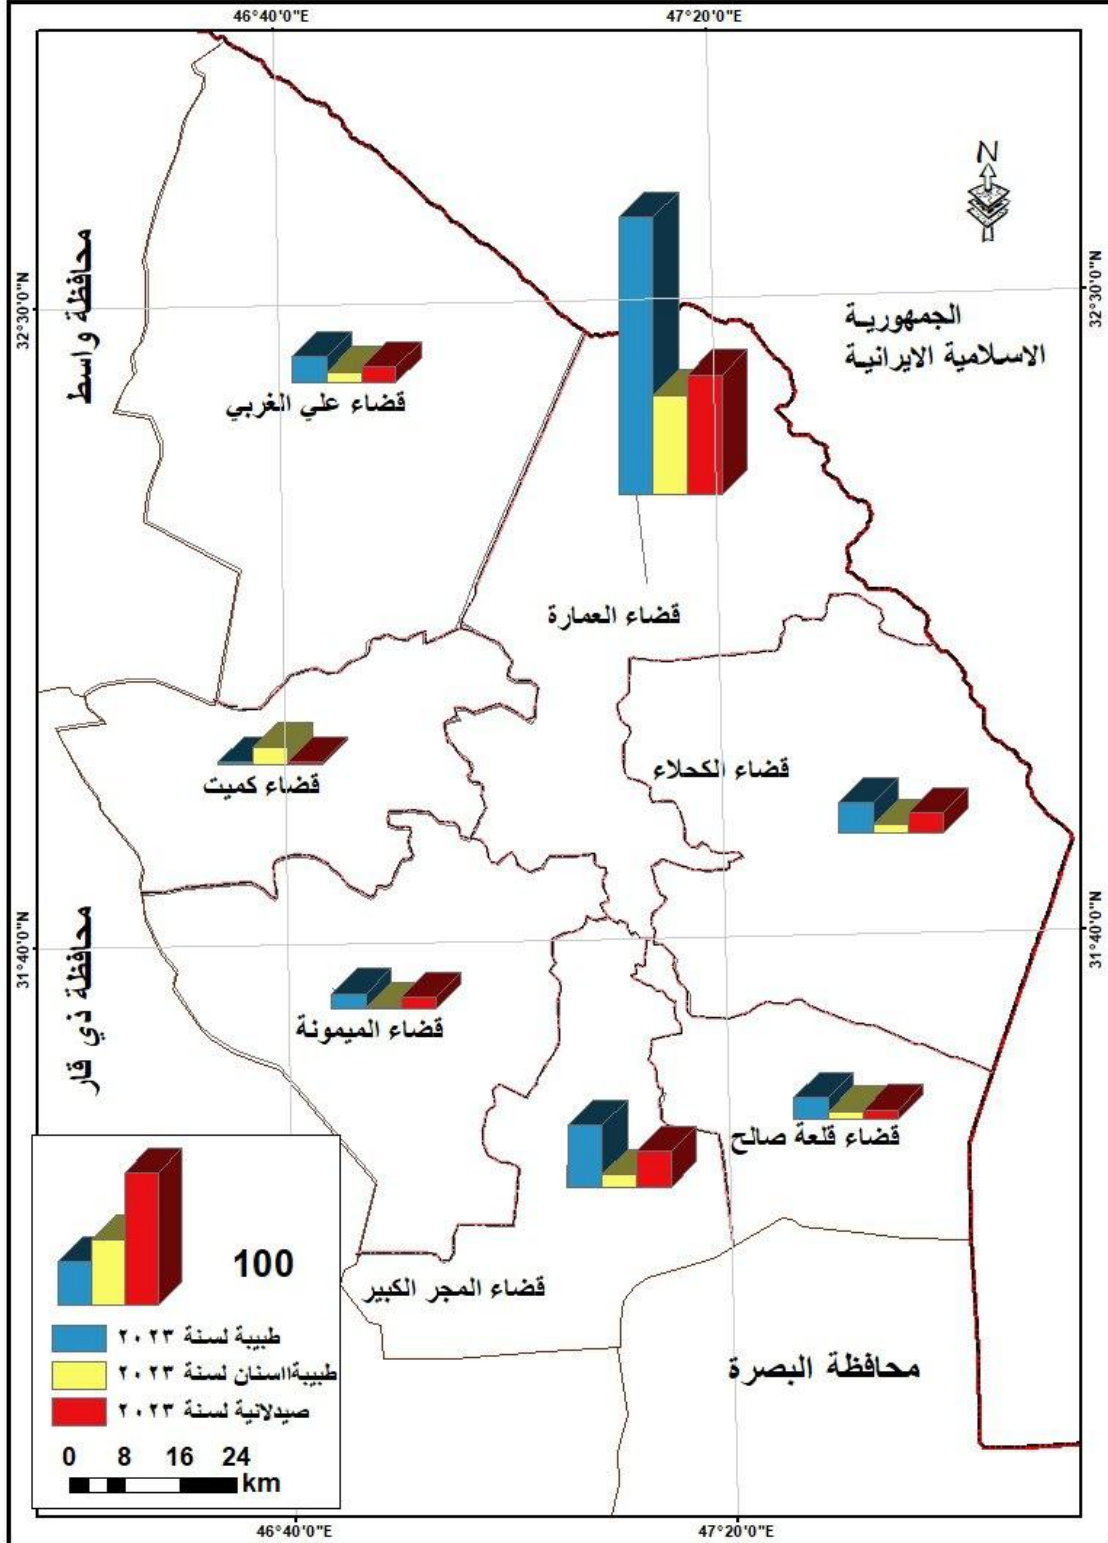 46°40'0"E
47°20'0"E
N
32°30'0"N
محافظة واسط
32°30'0"N
الجمهورية
الاسلامية الايرانية
قضاء علي الغربي
قضاء العمارة
قضاء الكحلاء
قضاء كميت
31°40'0"N
محافظة ذي قار
31°40'0"N
قضاء الميمونة
قضاء قلعة صالح
قضاء المجر الكبير
محافظة البصرة
100
طبيبة لسنة ٢٠٢٣
طبيبةاسنان لسنة ٢٠٢٣
صيدلانية لسنة ٢٠٢٣
0 8 16 24
km
46°40'0"E
47°20'0"E